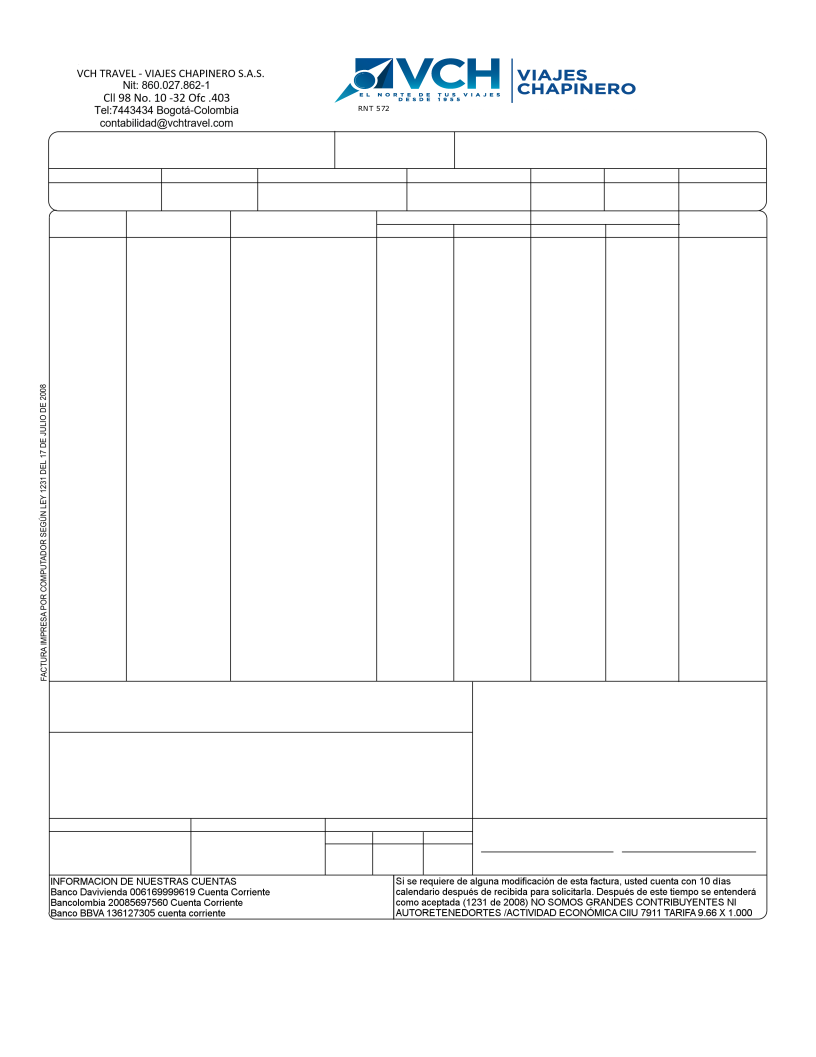 VCH TRAVEL - VIAJES CHAPINERO S.A.S.
Nit: 860.027.862-1
Cll 98 No. 10 -32 Ofc .403
Tel:7443434 Bogotá-Colombia
contabilidad@vchtravel.com
VCH
EL NORTE DE TUS VIAJES
DESDE 1955
VIAJES
CHAPINERO
RNT 572
FACTURA IMPRESA POR COMPUTADOR SEGÚN LEY 1231 DEL 17 DE JULIO DE 2008
INFORMACION DE NUESTRAS CUENTAS
Banco Davivienda 006169999619 Cuenta Corriente
Bancolombia 20085697560 Cuenta Corriente
Banco BBVA 136127305 cuenta corriente
Si se requiere de alguna modificación de esta factura, usted cuenta con 10 dias
calendario después de recibida para solicitarla. Después de este tiempo se entenderá
como aceptada (1231 de 2008) NO SOMOS GRANDES CONTRIBUYENTES NI
AUTORETENEDORTES /ACTIVIDAD ECONÓMICA CIIU 7911 TARIFA 9.66 X 1.000